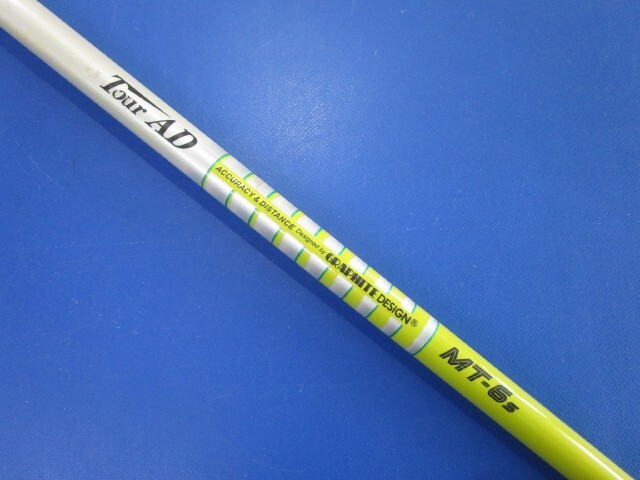 Tour AD
ACCURACY & DISTANCE Designed by GRAPHITE DESIGN®
MT-6s